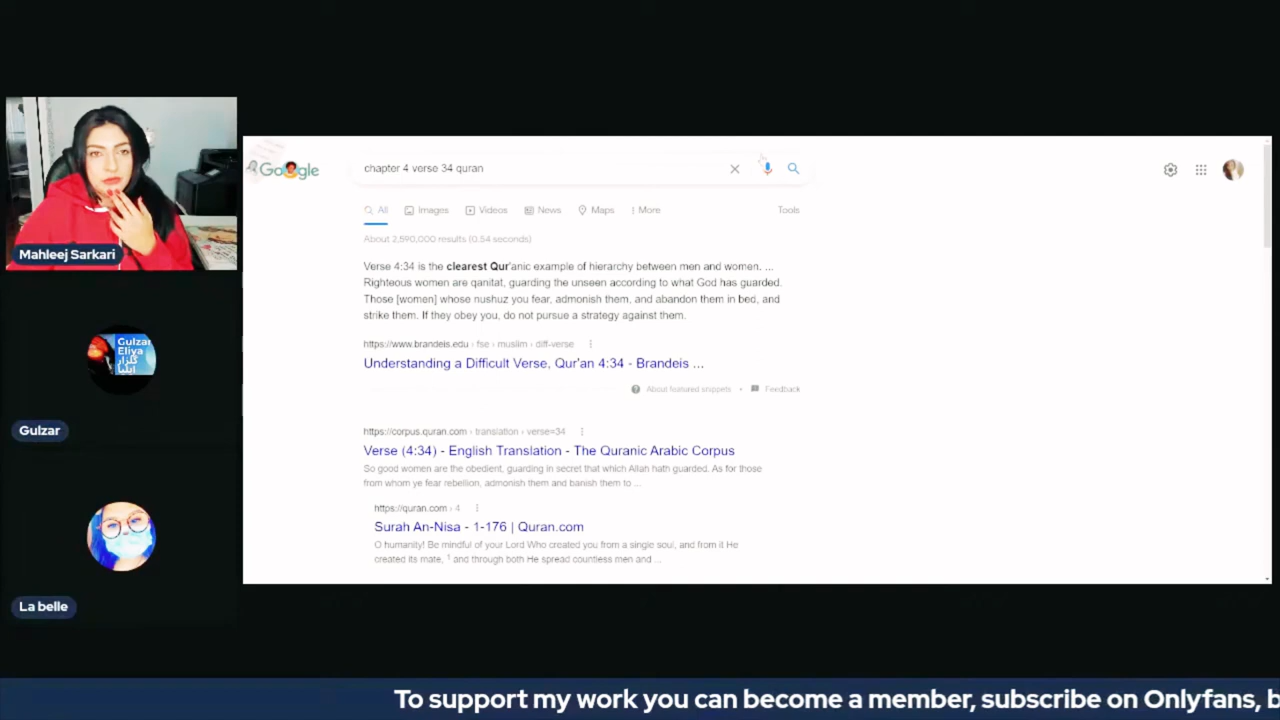 Mahleej Sarkari
Gulzar
Eliya
گلزار
ایلیا
Gulzar
La belle
Google
chapter 4 verse 34 quran
All
Images
Videos
News
Maps
More
Tools
About 2,590,000 results (0.54 seconds)
Verse 4:34 is the clearest Qur'anic example of hierarchy between men and women. ...
Righteous women are qanitat, guarding the unseen according to what God has guarded.
Those [women] whose nushuz you fear, admonish them, and abandon them in bed, and
strike them. If they obey you, do not pursue a strategy against them.
https://www.brandeis.edu › fse › muslim › diff-verse
Understanding a Difficult Verse, Qur'an 4:34 - Brandeis ...
About featured snippets • Feedback
https://corpus.quran.com › translation › verse=34
Verse (4:34) - English Translation - The Quranic Arabic Corpus
So good women are the obedient, guarding in secret that which Allah hath guarded. As for those
from whom ye fear rebellion, admonish them and banish them to ...
https://quran.com › 4
Surah An-Nisa - 1-176 | Quran.com
O humanity! Be mindful of your Lord Who created you from a single soul, and from it He
created its mate, 1 and through both He spread countless men and ...
To support my work you can become a member, subscribe on Onlyfans, b